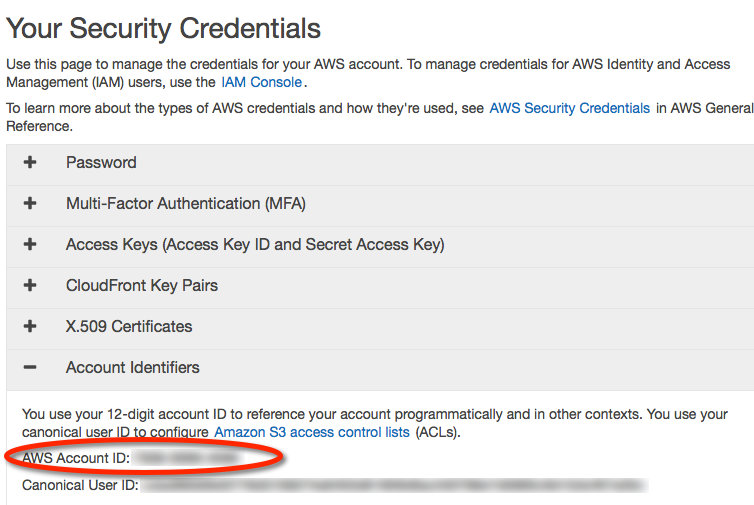 Your Security Credentials
Use this page to manage the credentials for your AWS account. To manage credentials for AWS Identity and Access
Management (IAM) users, use the IAM Console .
To learn more about the types of AWS credentials and how they're used, see AWS Security Credentials in AWS General
Reference.
Password
Multi-Factor Authentication (MFA)
Access Keys (Access Key ID and Secret Access Key)
CloudFront Key Pairs
X.509 Certificates
Account Identifiers
You use your 12-digit account ID to reference your account programmatically and in other contexts. You use your
canonical user ID to configure Amazon S3 access control lists (ACLs).
AWS Account ID:
Canonical User ID: